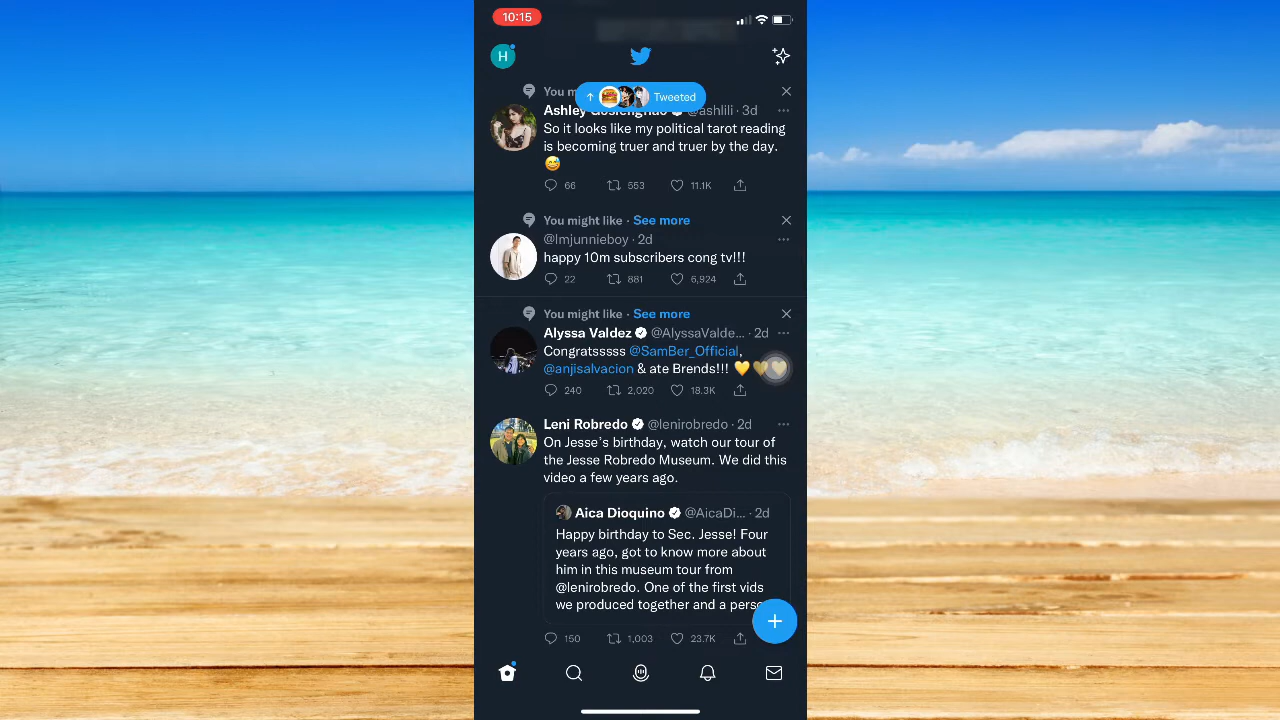 10:15
H
Tweeted
You m
@ashlili · 3d
So it looks like my political tarot reading
is becoming truer and truer by the day.
😅
66 553 11.1K
You might like · See more
@Imjunnieboy · 2d
happy 10m subscribers cong tv!!!
22 881 6,924
You might like · See more
Alyssa Valdez @AlyssaValde... · 2d
Congratsssss @SamBer_Official,
@anjisalvacion & ate Brends!!! 💛💛💛
240 2,020 18.3K
Leni Robredo @lenirobredo · 2d
On Jesse's birthday, watch our tour of
the Jesse Robredo Museum. We did this
video a few years ago.
Aica Dioquino @AicaDi... · 2d
Happy birthday to Sec. Jesse! Four
years ago, got to know more about
him in this museum tour from
@lenirobredo. One of the first vids
we produced together and a perso
150 1,003 23.7K